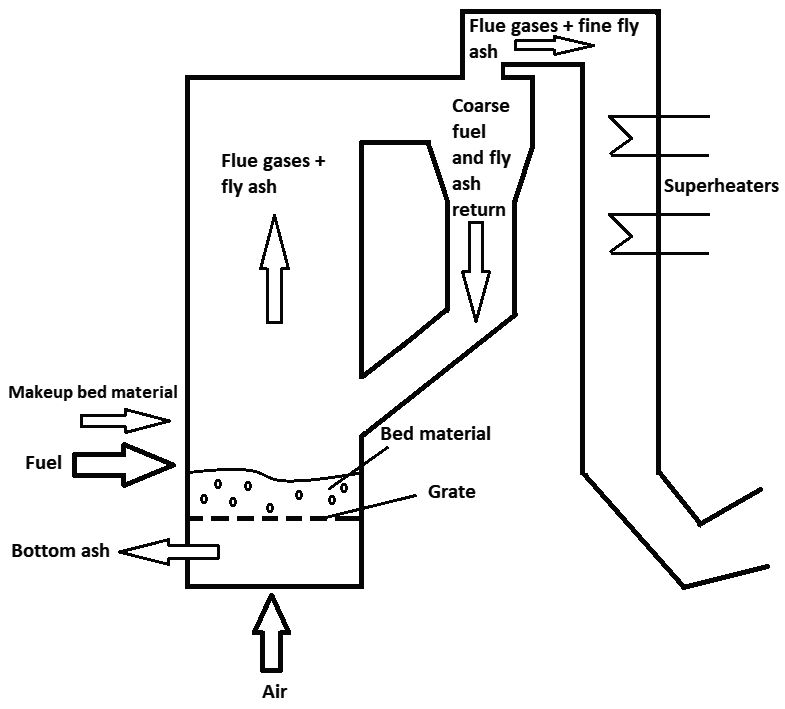 Flue gases + fine fly
ash
Coarse
fuel
and fly
ash
return
Flue gases +
fly ash
Superheaters
Makeup bed material
Bed material
Fuel
Grate
Bottom ash
Air